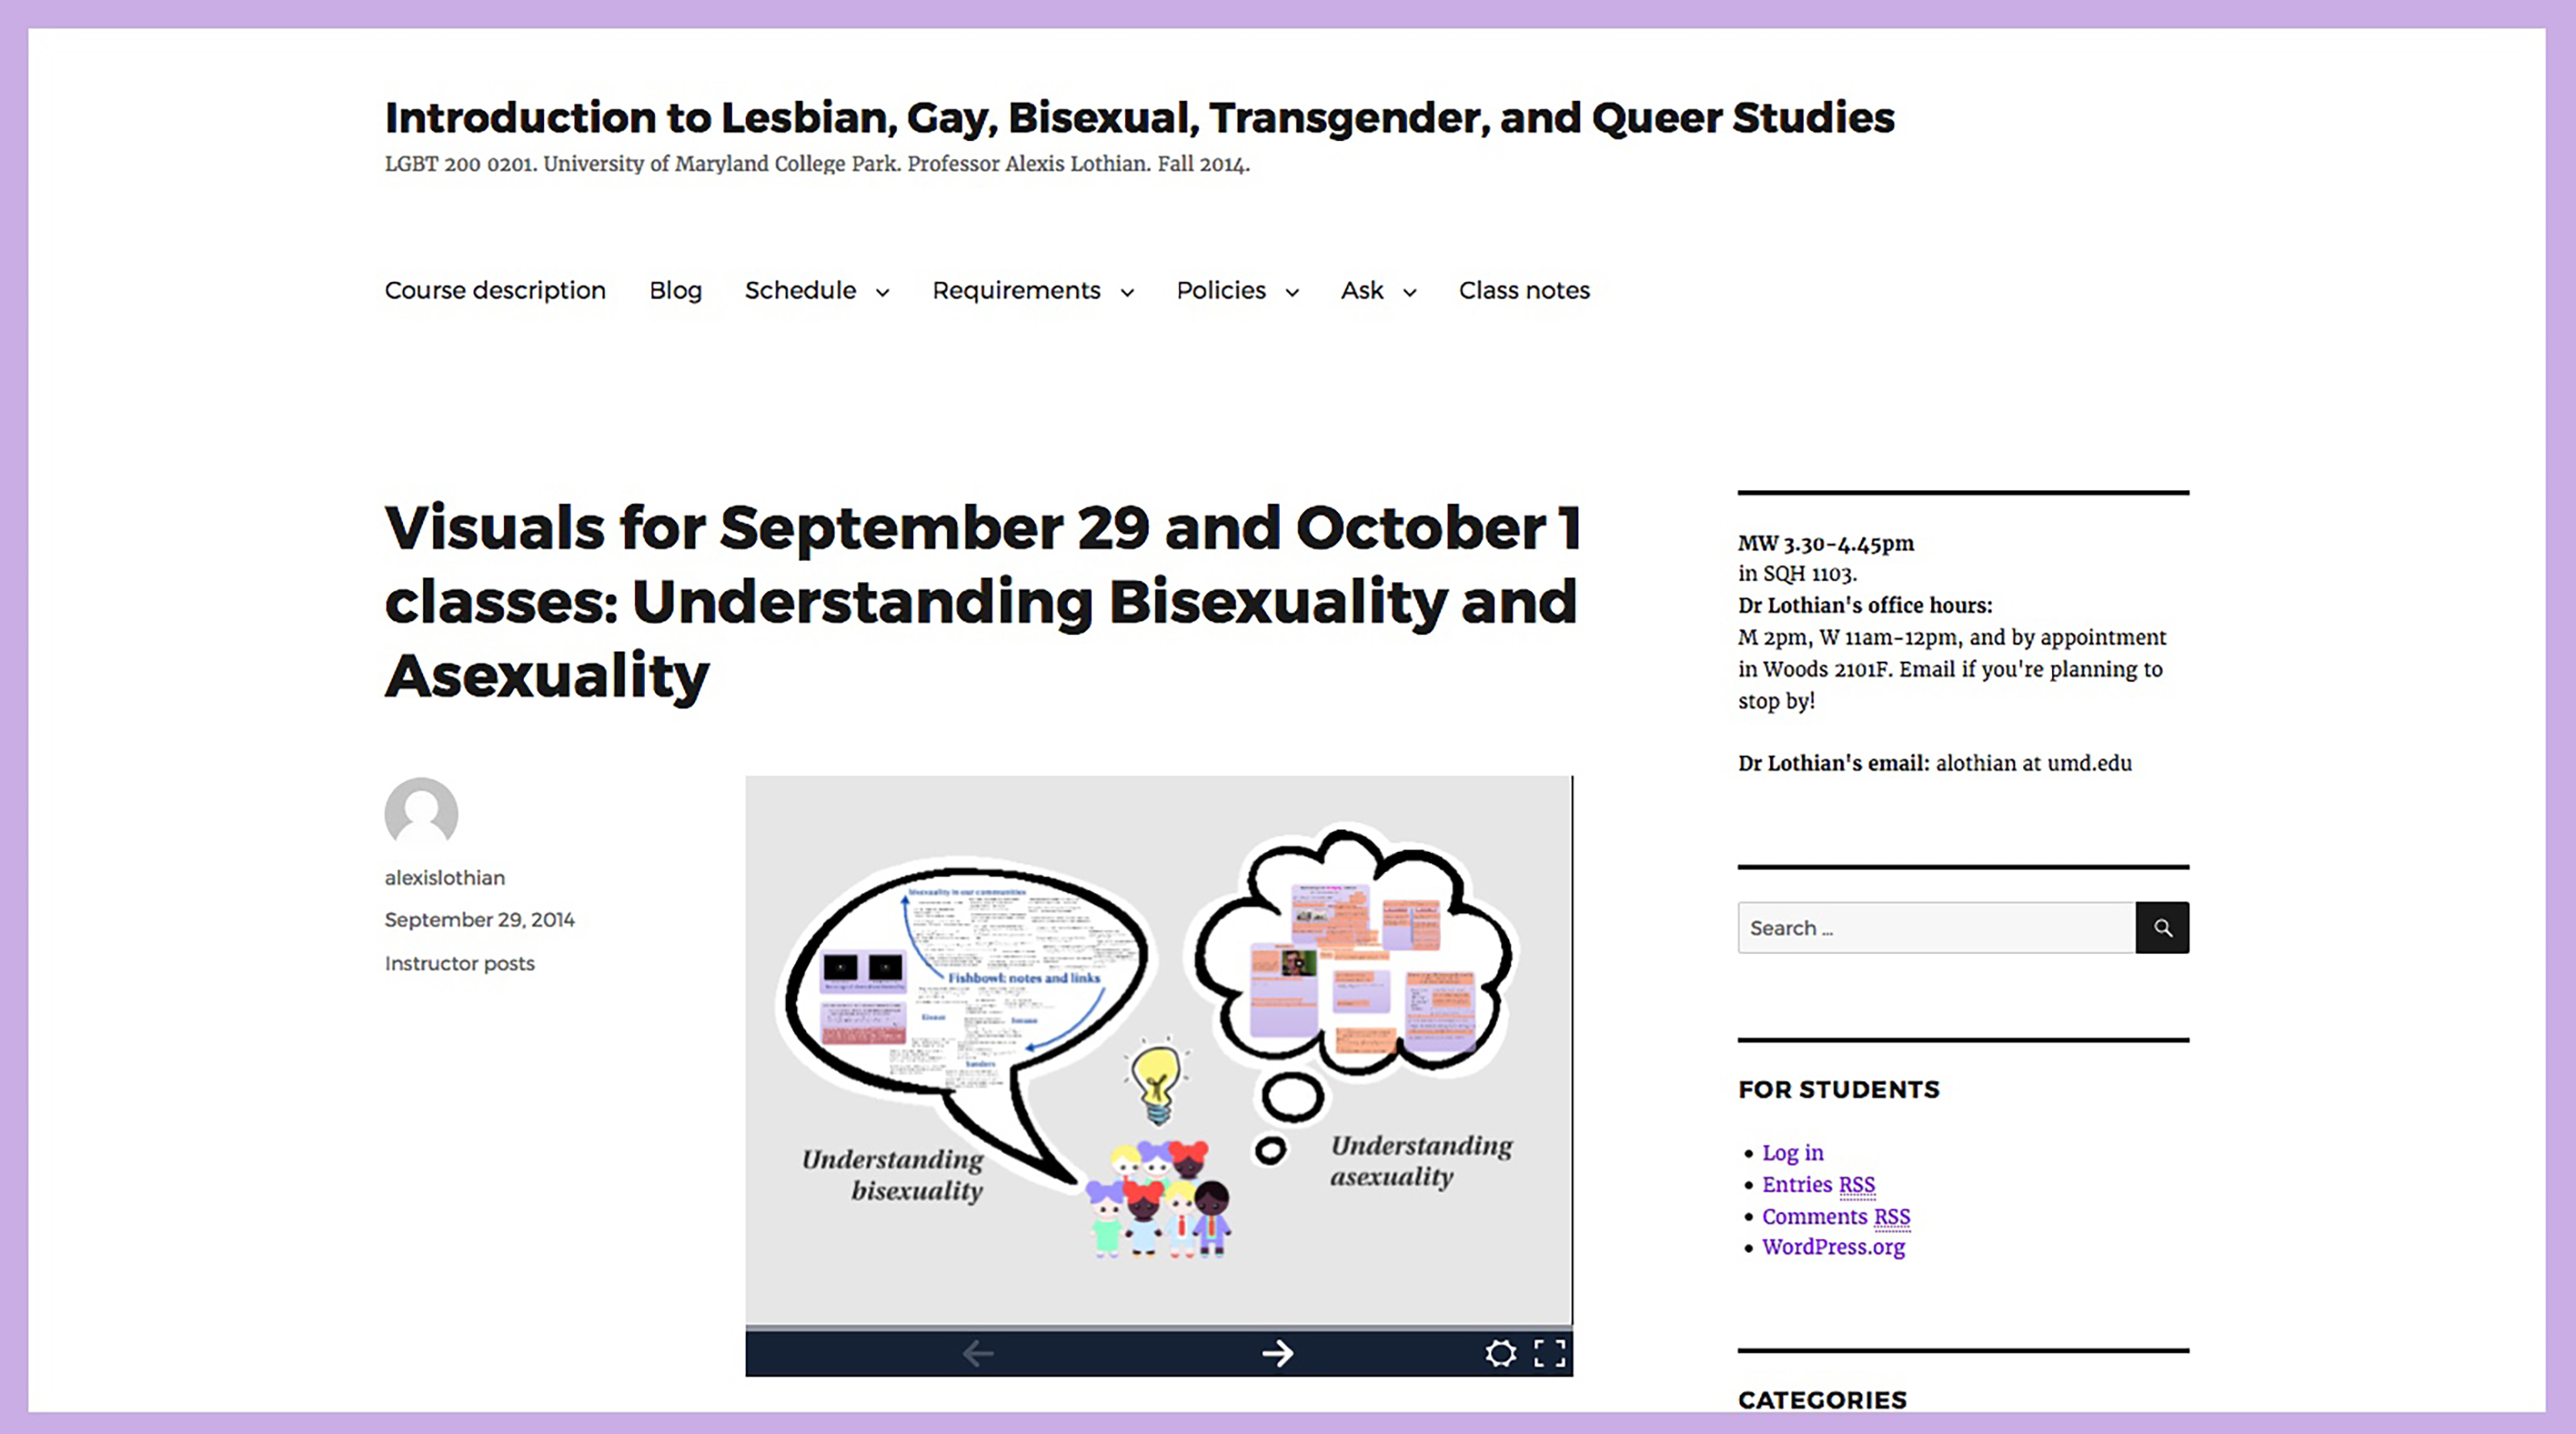 Introduction to Lesbian, Gay, Bisexual, Transgender, and Queer Studies
LGBT 200 0201. University of Maryland College Park. Professor Alexis Lothian. Fall 2014.
Course description Blog Schedule Requirements Policies Ask Class notes
Visuals for September 29 and October 1
classes: Understanding Bisexuality and
Asexuality
alexislothian
September 29, 2014
Instructor posts
bisexuality in our communities
Fishbowl: notes and links
Understanding
bisexuality
Understanding
asexuality
MW 3.30-4.45pm
in SQH 1103.
Dr Lothian's office hours:
M 2pm, W 11am-12pm, and by appointment
in Woods 2101F. Email if you're planning to
stop by!
Dr Lothian's email: alothian at umd.edu
Search ...
FOR STUDENTS
Log in
Entries RSS
Comments RSS
WordPress.org
CATEGORIES